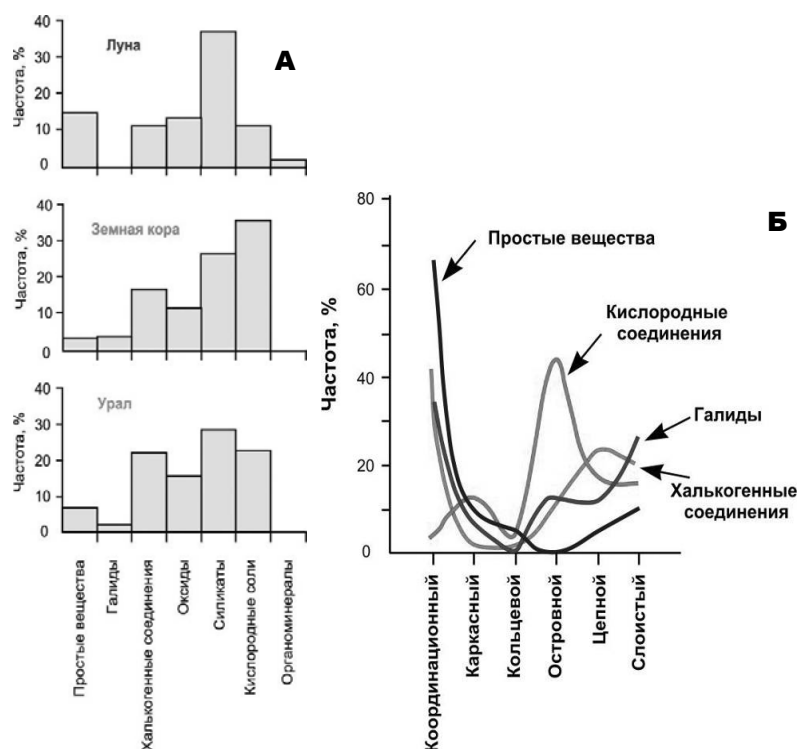 А
40
Луна
30
20
10
0
Частота, %
40
Земная кора
30
20
10
0
Частота, %
40
Урал
30
20
10
0
Частота, %
Простые вещества
Галиды
Халькогенные соединения
Оксиды
Силикаты
Кислородные соли
Органоминералы
Б
80
60
40
20
0
Частота, %
Простые вещества
Кислородные
соединения
Галиды
Халькогенные
соединения
Координационный
Каркасный
Кольцевой
Островной
Цепной
Слоистый